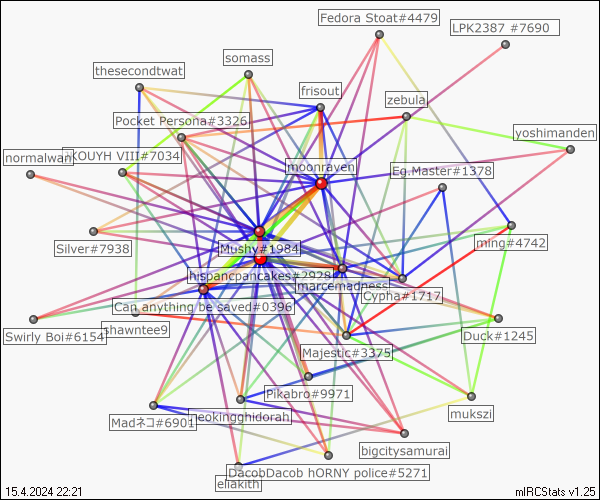 Fedora Stoat#4479
LPK2387 #7690
somass
thesecondtwat
frisout
zebula
Pocket Persona#3326
yoshimanden
normalwan
KOUYH VIII#7034
moonraven
Eg.Master#1378
Silver#7938
Mushy#1984
ming#4742
hispancpancakes#2928
marcemadness
Cypha#1717
Can anything be saved#0396
Swirly Boi#6154
shawntee9
Duck#1245
Majestic#3375
Pikabro#9971
mukszi
Madネコ#6901
neokingghidorah
bigcitysamurai
DacobDacob hORNY police#5271
eliakith
15.4.2024 22:21
mIRCStats v1.25